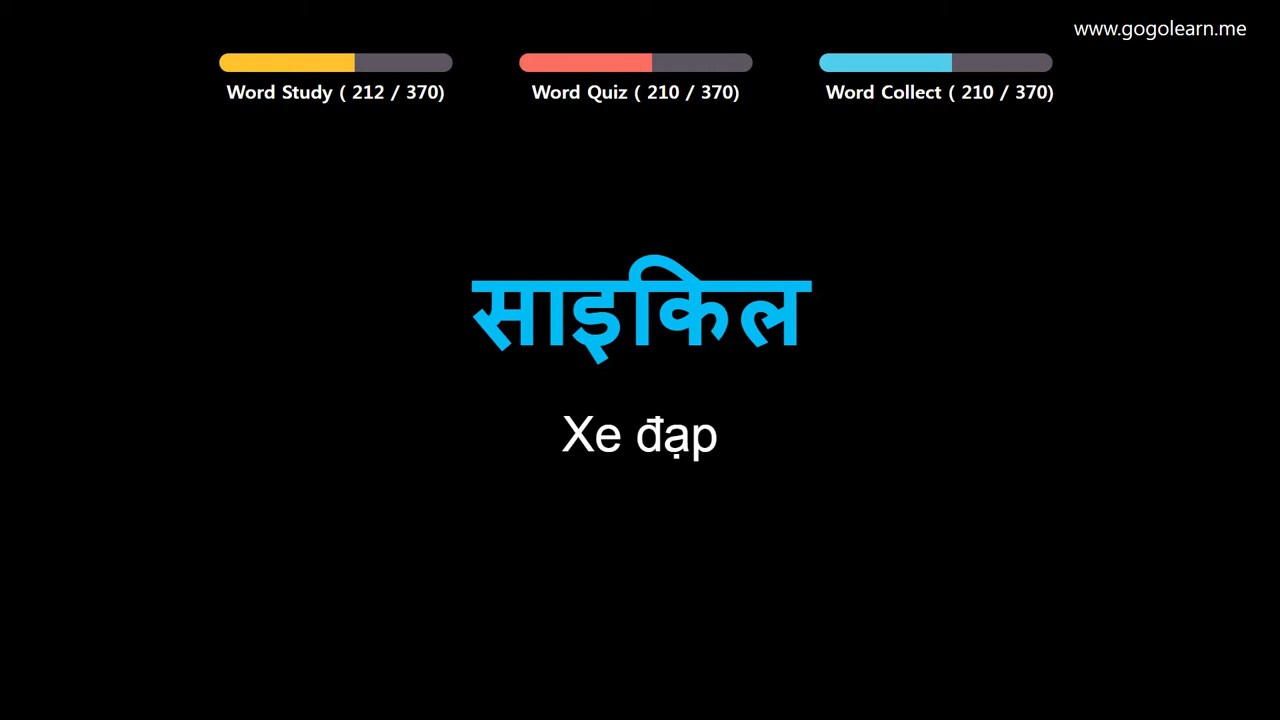 www.gogolearn.me
Word Study ( 212 / 370)
Word Quiz ( 210 / 370)
Word Collect ( 210 / 370)
साइकिल
Xe đạp